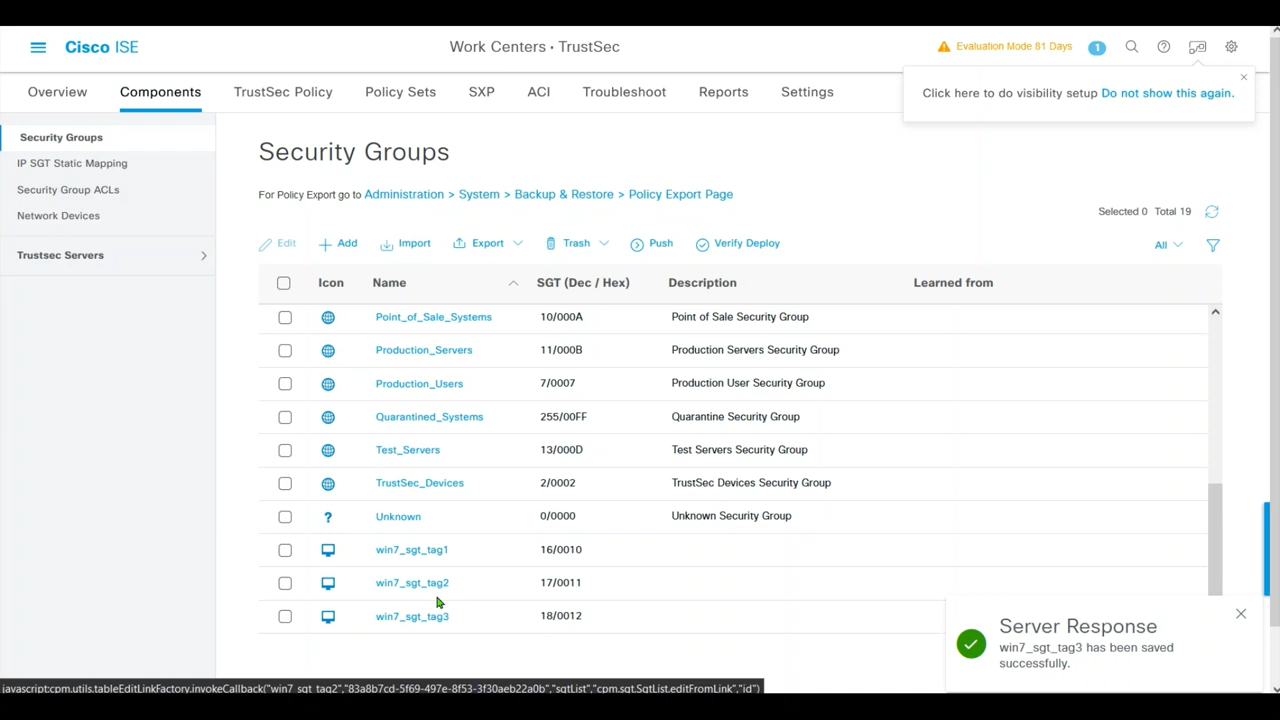 Cisco ISE
Work Centers · TrustSec
Evaluation Mode 81 Days
1
Click here to do visibility setup Do not show this again.
Overview
Components
TrustSec Policy
Policy Sets
SXP
ACI
Troubleshoot
Reports
Settings
Security Groups
IP SGT Static Mapping
Security Group ACLs
Network Devices
Trustsec Servers
Security Groups
For Policy Export go to Administration > System > Backup & Restore > Policy Export Page
Selected 0 Total 19
Edit
Add
Import
Export
Trash
Push
Verify Deploy
All
Icon Name SGT (Dec / Hex) Description Learned from
Point_of_Sale_Systems 10/000A Point of Sale Security Group
Production_Servers 11/000B Production Servers Security Group
Production_Users 7/0007 Production User Security Group
Quarantined_Systems 255/00FF Quarantine Security Group
Test_Servers 13/000D Test Servers Security Group
TrustSec_Devices 2/0002 TrustSec Devices Security Group
? Unknown 0/0000 Unknown Security Group
win7_sgt_tag1 16/0010
win7_sgt_tag2 17/0011
win7_sgt_tag3 18/0012
Server Response
win7_sgt_tag3 has been saved
successfully.
javascript:cpm.utils.tableEditLinkFactory.invokeCallback("win7_sgt_tag2","83a8b7cd-5f69-497e-8f53-3f30aeb22a0b","sgtList","cpm.sgt.SgtList.editFromLink","id")